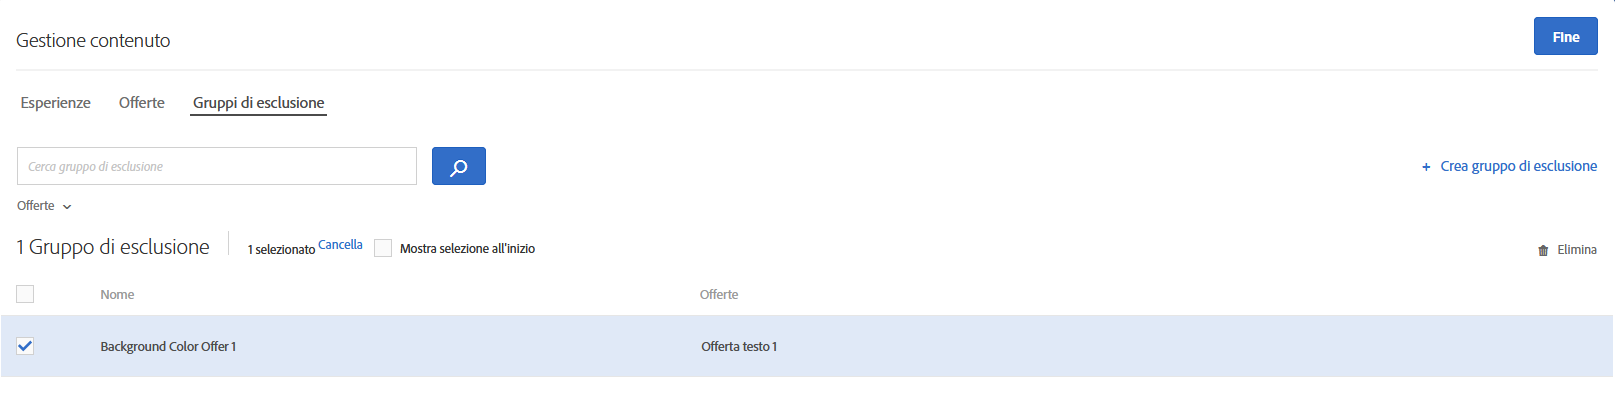 Gestione contenuto
Fine
Esperienze Offerte Gruppi di esclusione
Cerca gruppo di esclusione
+ Crea gruppo di esclusione
Offerte
1 Gruppo di esclusione 1 selezionato Cancella Mostra selezione all'inizio Elimina
Nome Offerte
Background Color Offer 1 Offerta testo 1